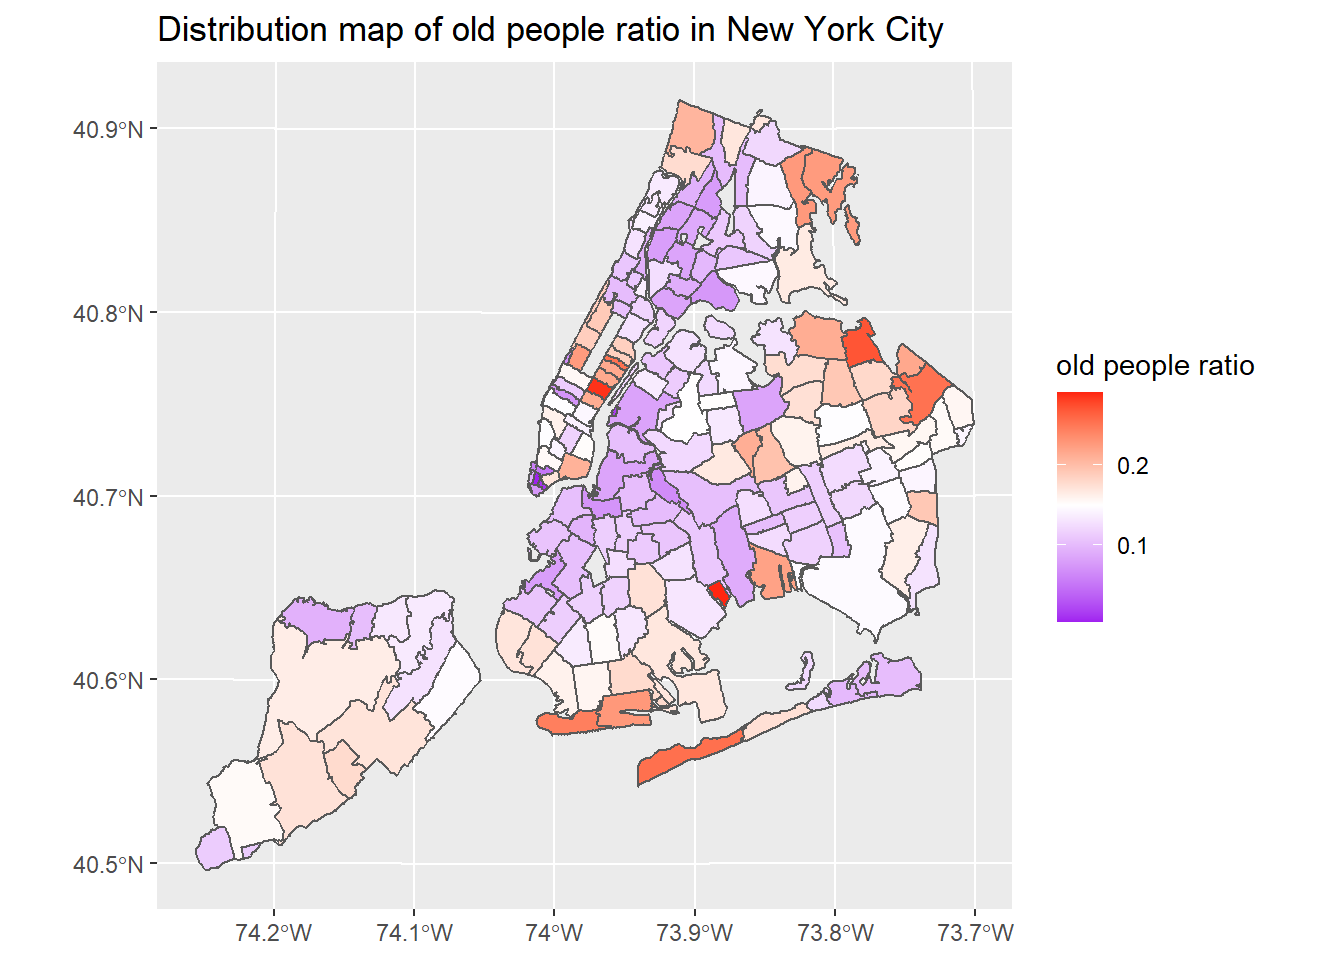 Distribution map of old people ratio in New York City
40.9°N
40.8°N
40.7°N
40.6°N
40.5°N
74.2°W
74.1°W
74°W
73.9°W
73.8°W
73.7°W
old people ratio
0.2
0.1